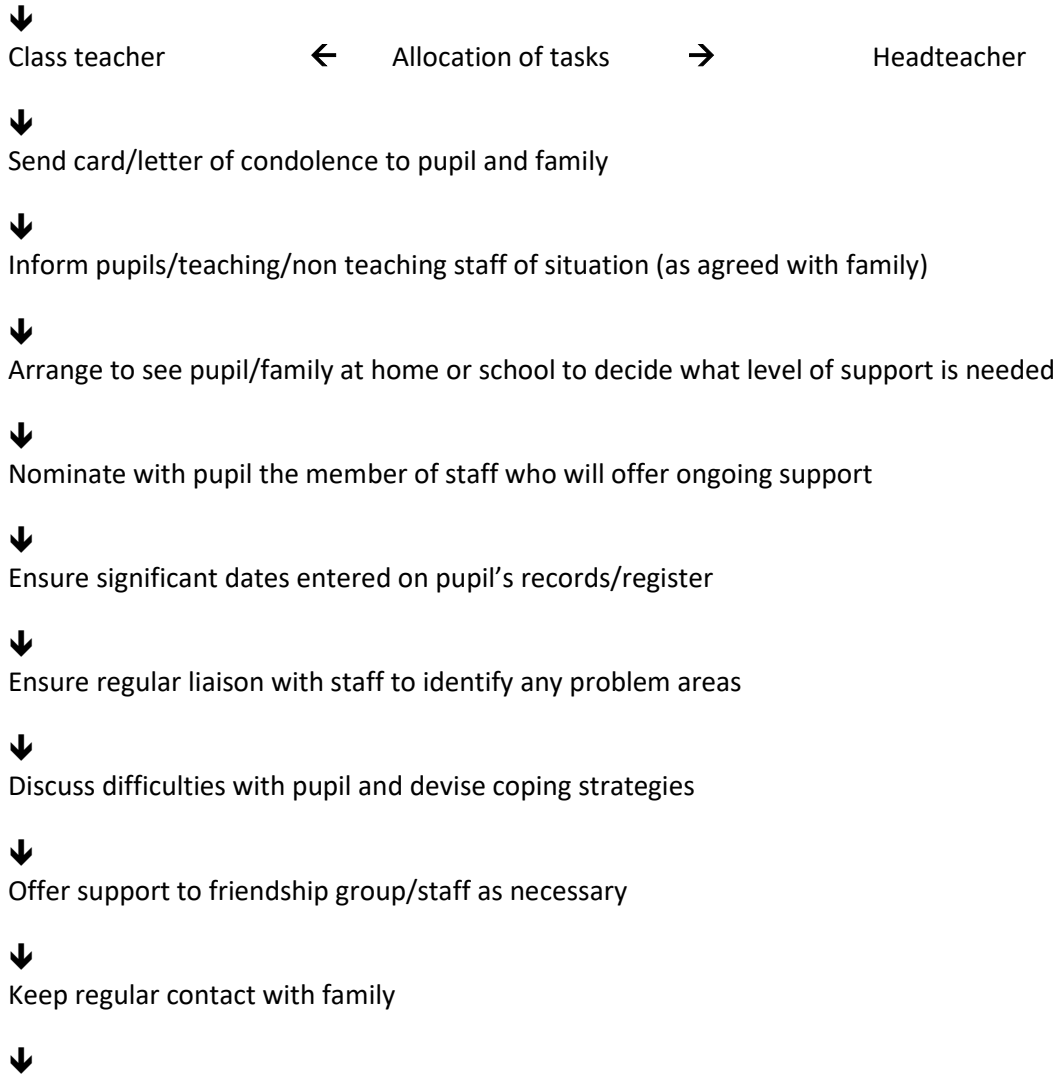 ↓
Class teacher ← Allocation of tasks → Headteacher
↓
Send card/letter of condolence to pupil and family
↓
Inform pupils/teaching/non teaching staff of situation (as agreed with family)
↓
Arrange to see pupil/family at home or school to decide what level of support is needed
↓
Nominate with pupil the member of staff who will offer ongoing support
↓
Ensure significant dates entered on pupil’s records/register
↓
Ensure regular liaison with staff to identify any problem areas
↓
Discuss difficulties with pupil and devise coping strategies
↓
Offer support to friendship group/staff as necessary
↓
Keep regular contact with family
↓